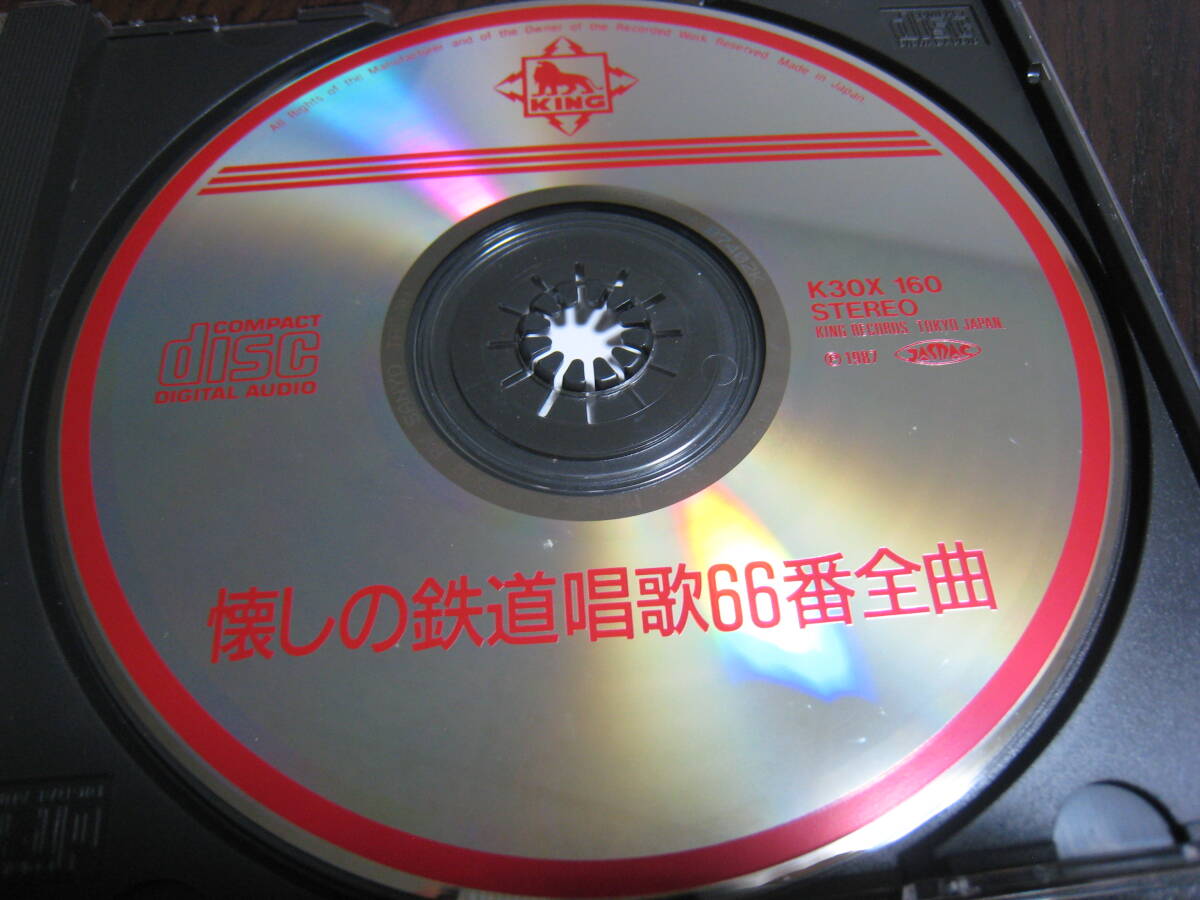 All Rights of the Manufacturer and of the Owner of the Recorded Work Reserved. Made in Japan.
KING
K30X 160
STEREO
KING RECORDS, TOKYO JAPAN.
Ⓟ 1987 JASRAC
COMPACT
disc
DIGITAL AUDIO
懐しの鉄道唱歌66番全曲